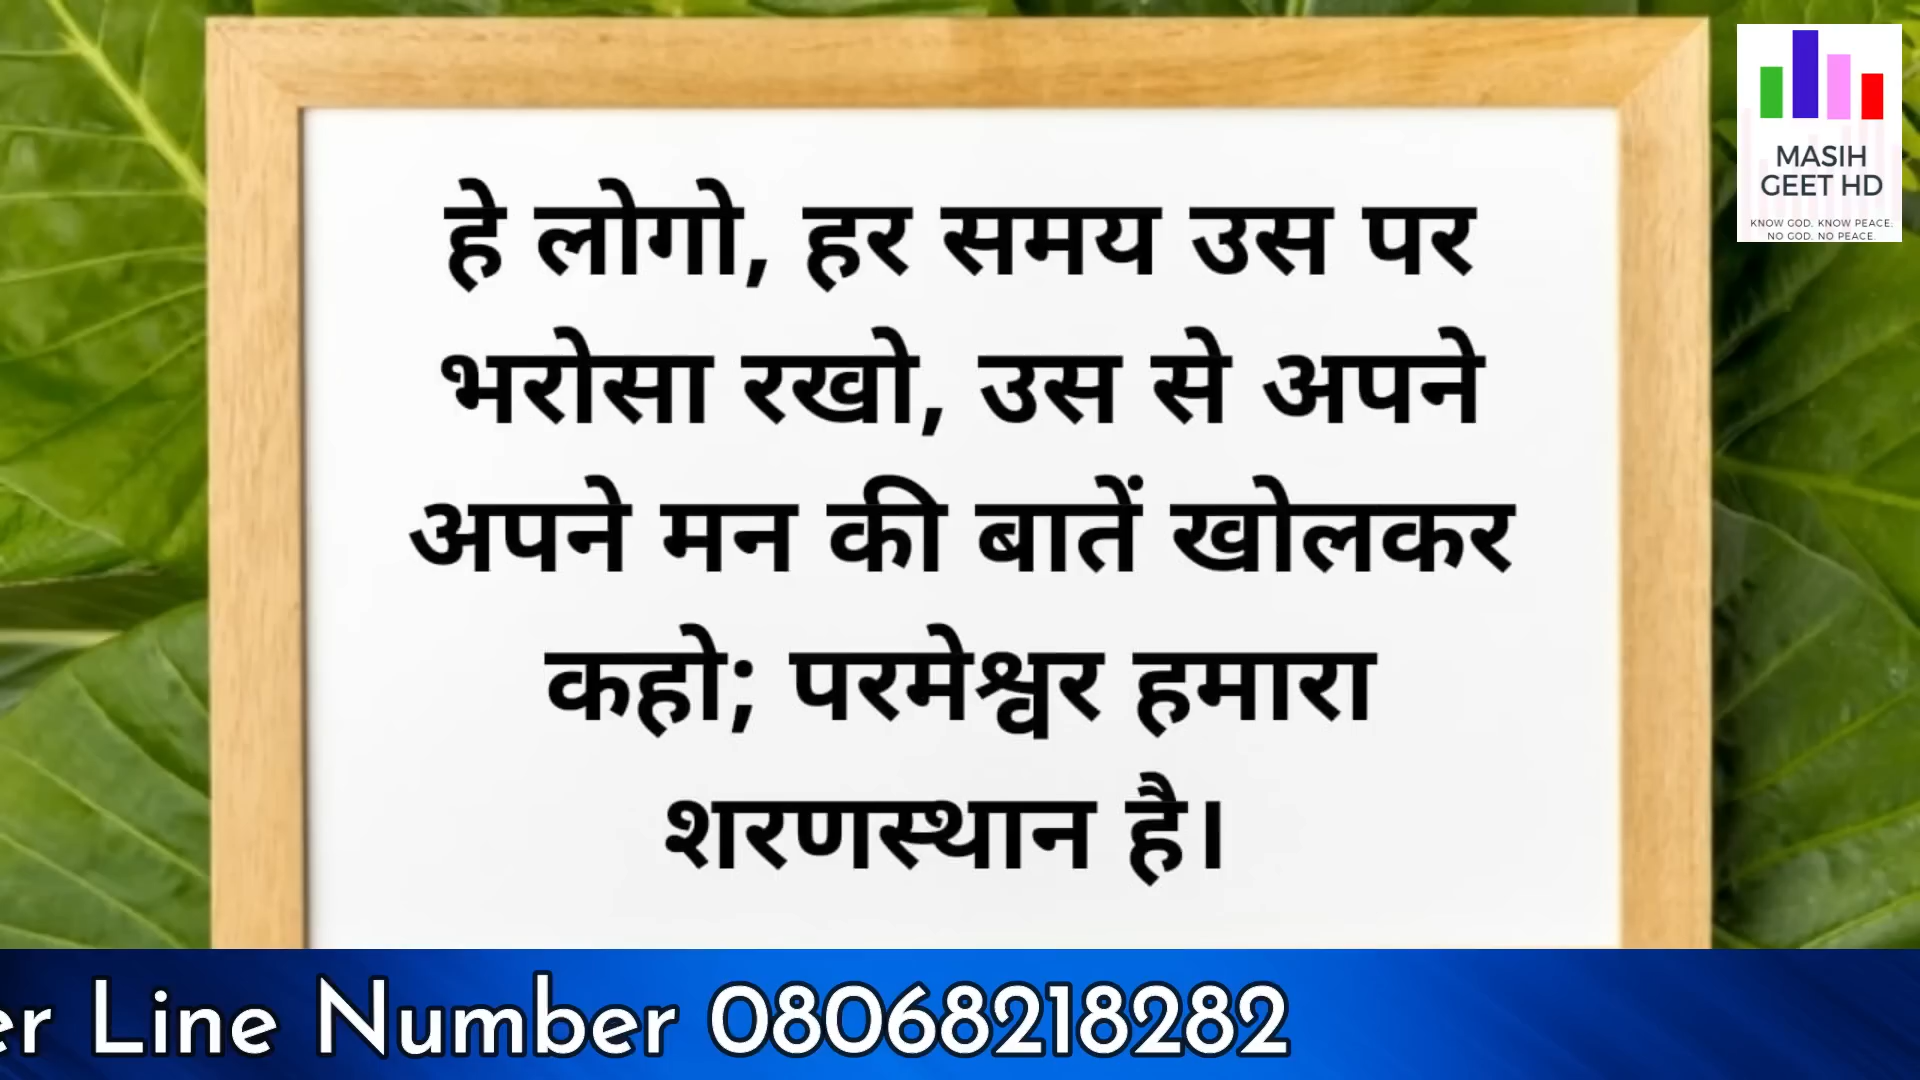 हे लोगो, हर समय उस पर
भरोसा रखो, उस से अपने
अपने मन की बातें खोलकर
कहो; परमेश्वर हमारा
शरणस्थान है।
MASIH
GEET HD
KNOW GOD. KNOW PEACE.
NO GOD. NO PEACE
Line Number 08068218282